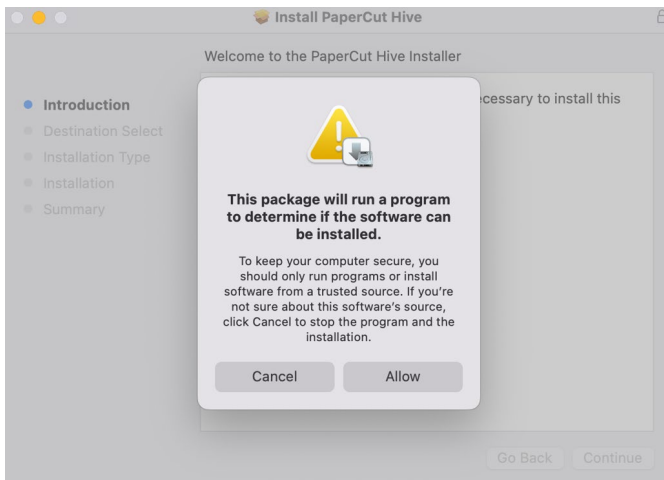 Install PaperCut Hive
Welcome to the PaperCut Hive Installer
Introduction
Destination Select
Installation Type
Installation
Summary
necessary to install this
This package will run a program
to determine if the software can
be installed.
To keep your computer secure, you
should only run programs or install
software from a trusted source. If you're
not sure about this software's source,
click Cancel to stop the program and the
installation.
Cancel
Allow
Go Back
Continue